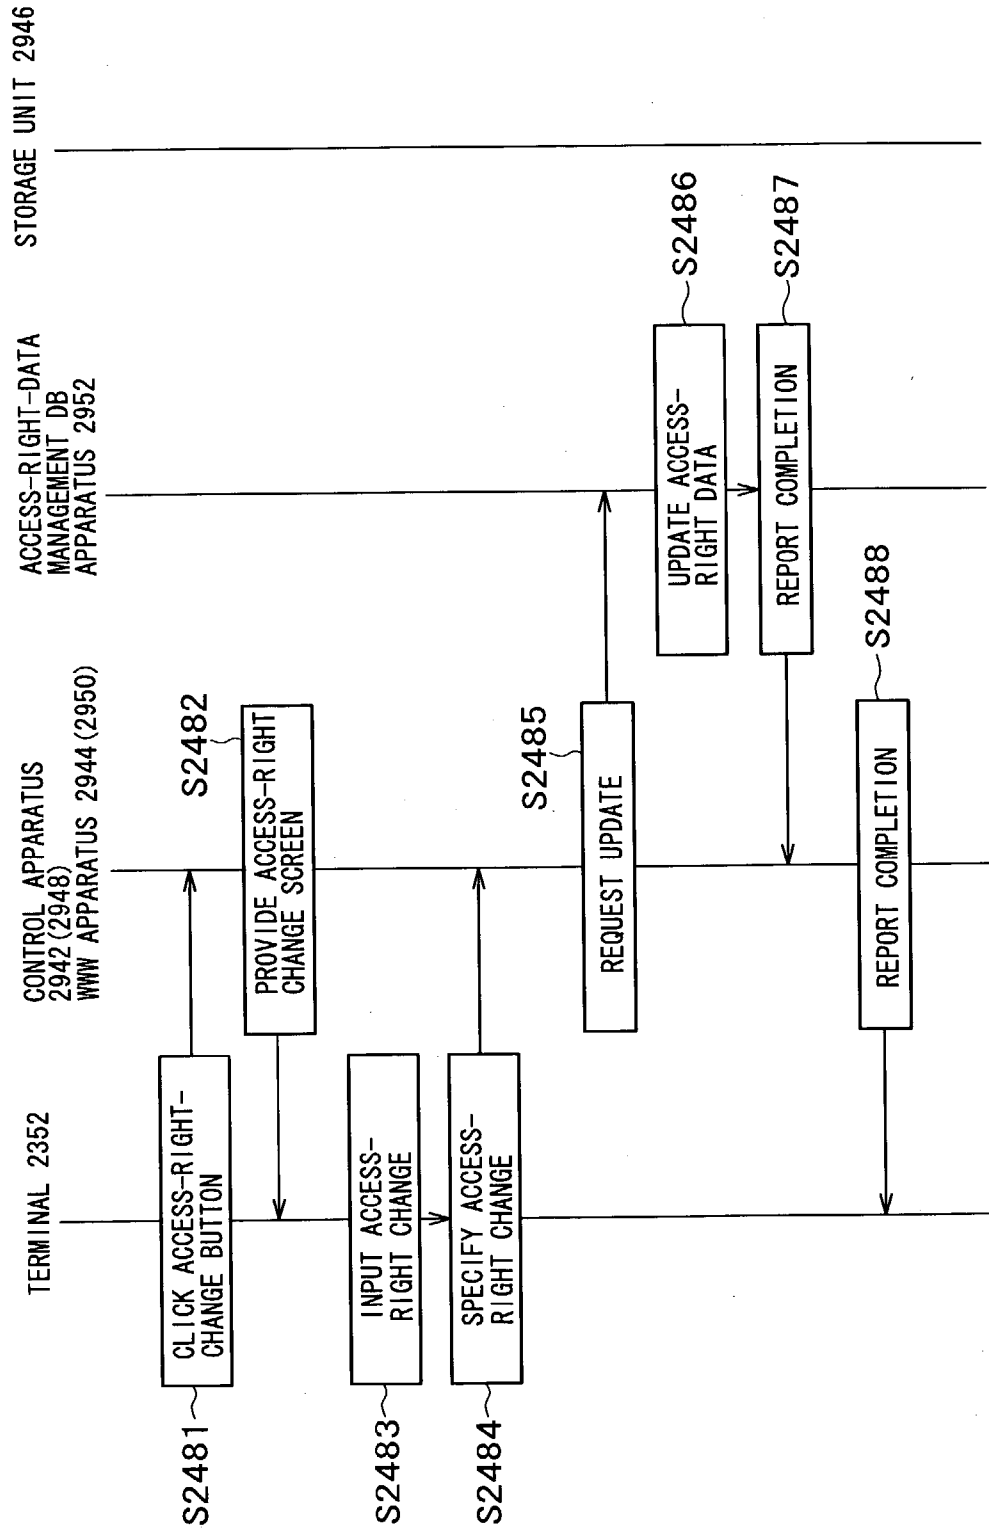 TERMINAL 2352
CONTROL APPARATUS
2942(2948)
WWW APPARATUS 2944(2950)
ACCESS-RIGHT-DATA
MANAGEMENT DB
APPARATUS 2952
STORAGE UNIT 2946
S2481
CLICK ACCESS-RIGHT-
CHANGE BUTTON
S2482
PROVIDE ACCESS-RIGHT
CHANGE SCREEN
S2483
INPUT ACCESS-
RIGHT CHANGE
S2484
SPECIFY ACCESS-
RIGHT CHANGE
S2485
REQUEST UPDATE
S2486
UPDATE ACCESS-
RIGHT DATA
S2487
REPORT COMPLETION
S2488
REPORT COMPLETION